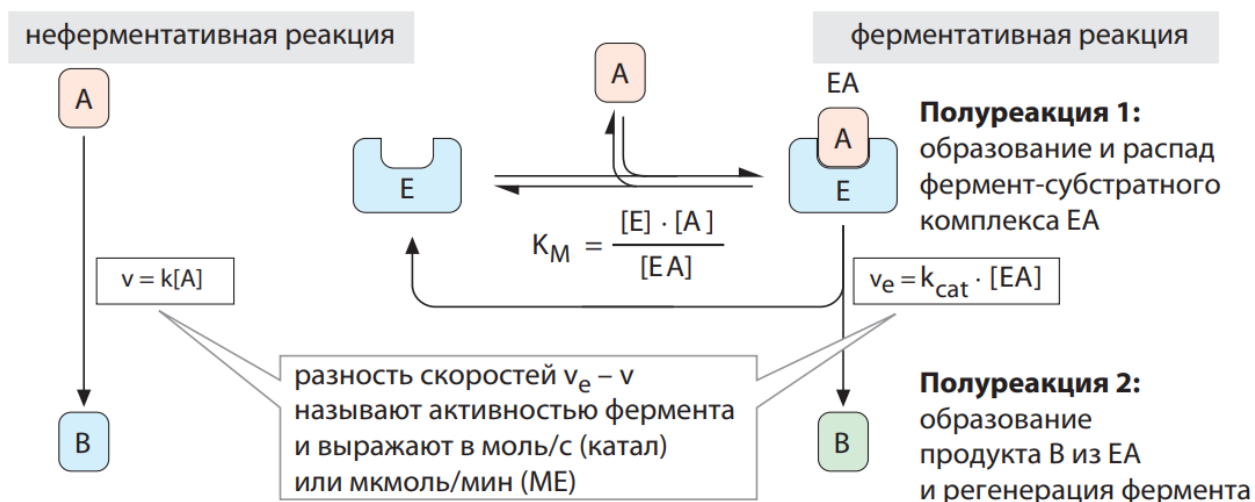 неферментативная реакция
ферментативная реакция
A
A
EA
A
E
E
Полуреакция 1:
образование и распад
фермент-субстратного
комплекса EA
K_M = [E] · [A] / [EA]
v = k[A]
v_e = k_cat · [EA]
разность скоростей v_e – v
называют активностью фермента
и выражают в моль/с (катал)
или мкмоль/мин (МЕ)
B
B
Полуреакция 2:
образование
продукта B из EA
и регенерация фермента